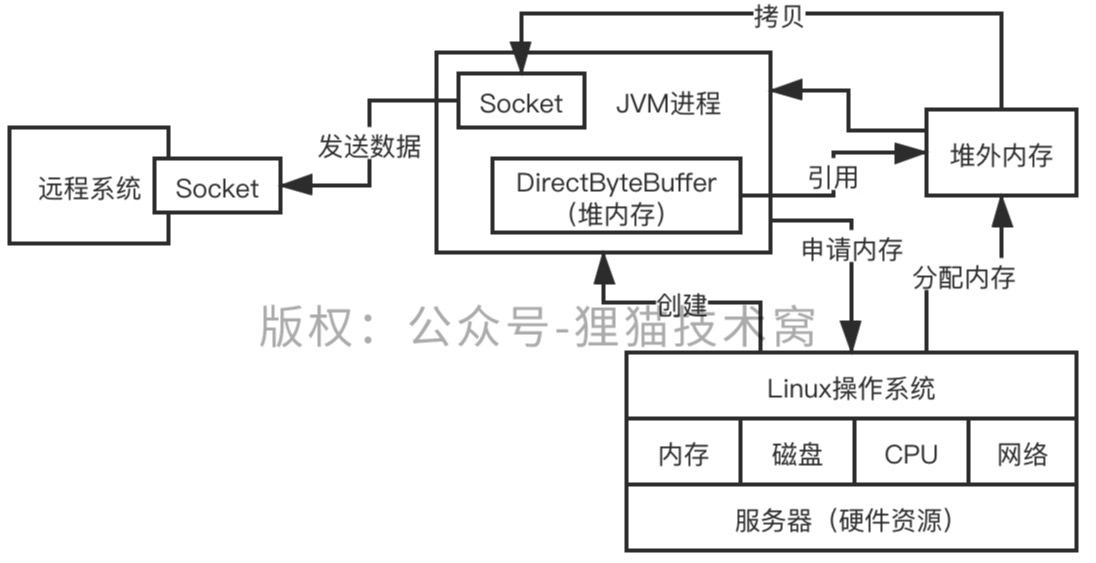 拷贝
Socket
JVM进程
发送数据
堆外内存
远程系统
Socket
DirectByteBuffer
（堆内存）
引用
申请内存
分配内存
创建
版权：公众号-狸猫技术窝
Linux操作系统
内存
磁盘
CPU
网络
服务器（硬件资源）